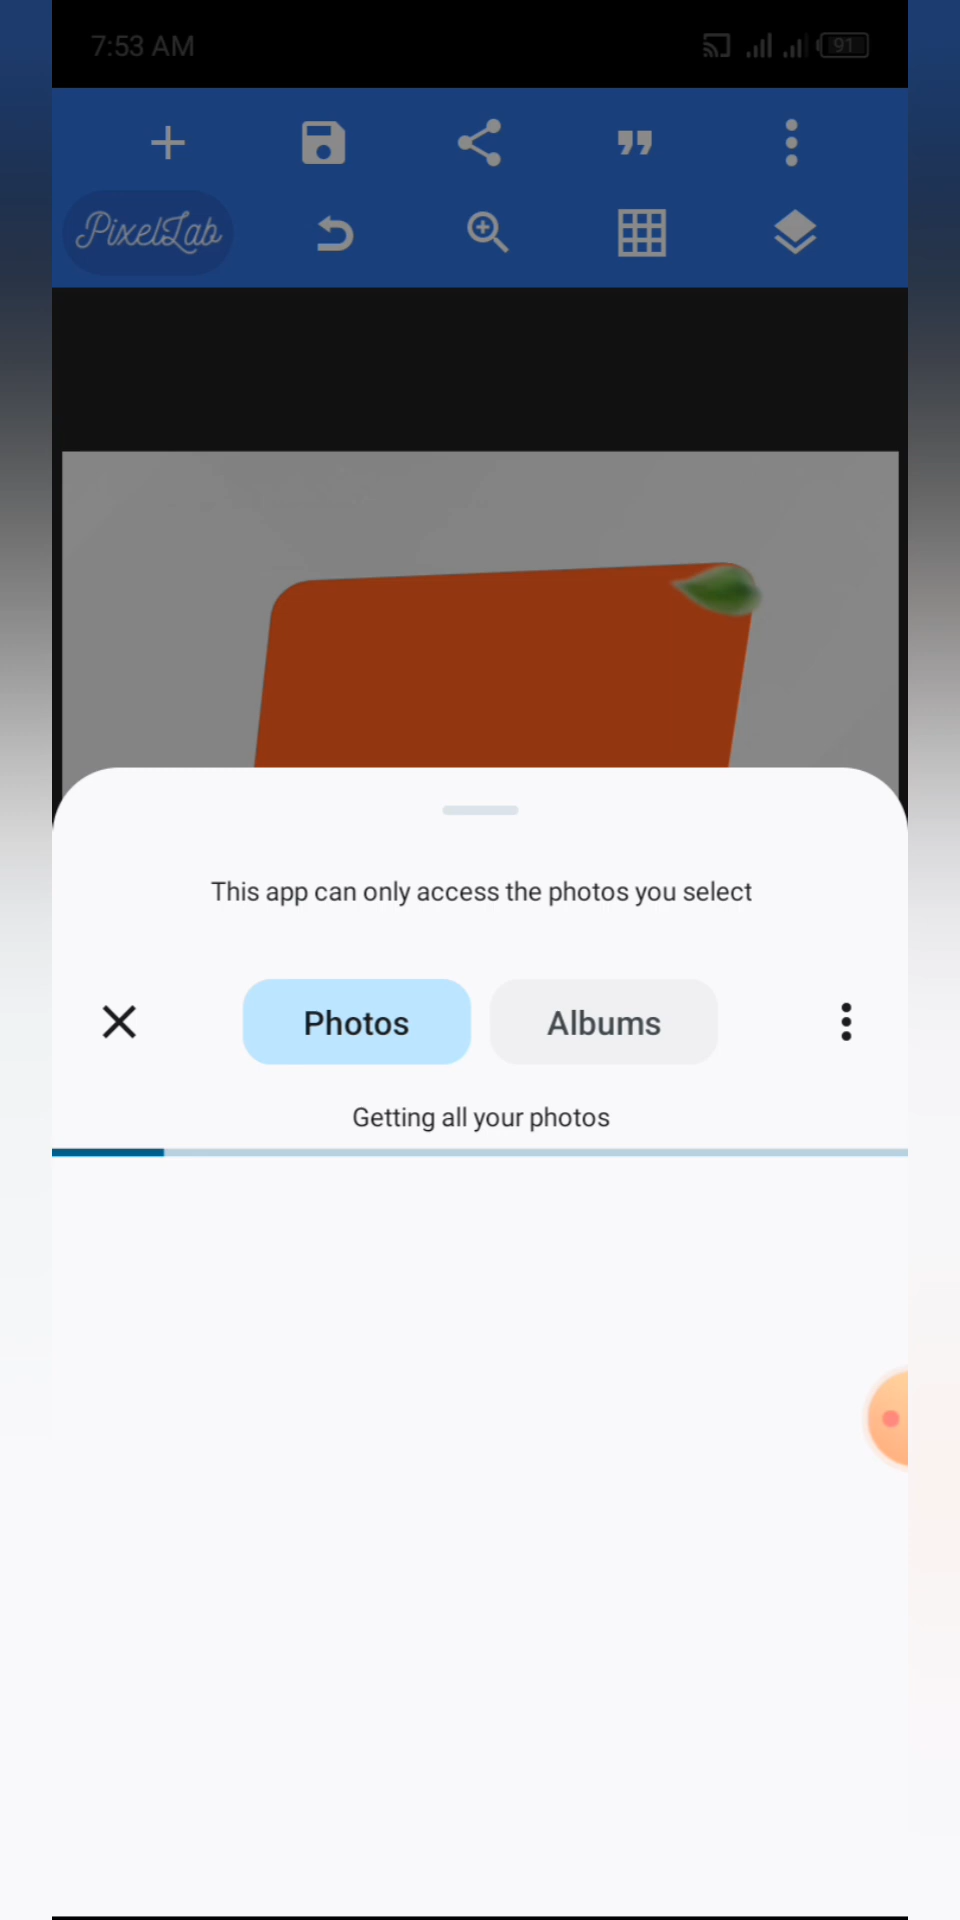 7:53 AM
91
PixelLab
This app can only access the photos you select
Photos
Albums
Getting all your photos